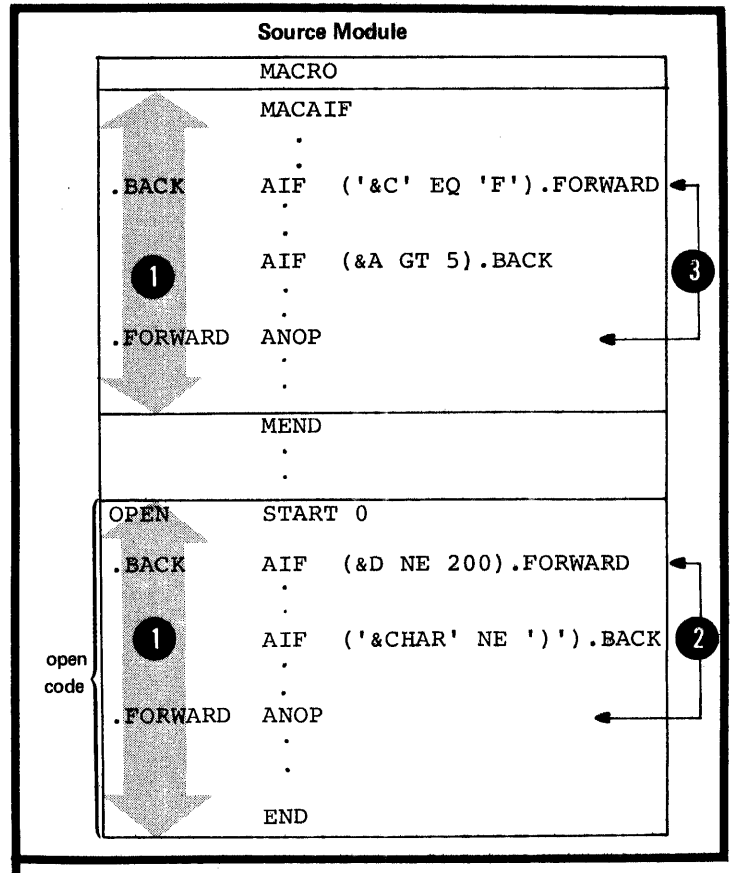 Source Module
MACRO
MACAIF
.
.
.BACK AIF ('&C' EQ 'F').FORWARD
.
.
1 AIF (&A GT 5).BACK 3
.
.
.FORWARD ANOP
.
.
MEND
.
.
OPEN START 0
.BACK AIF (&D NE 200).FORWARD
.
.
1 AIF ('&CHAR' NE ')').BACK 2
open
code
.
.
.FORWARD ANOP
.
.
END